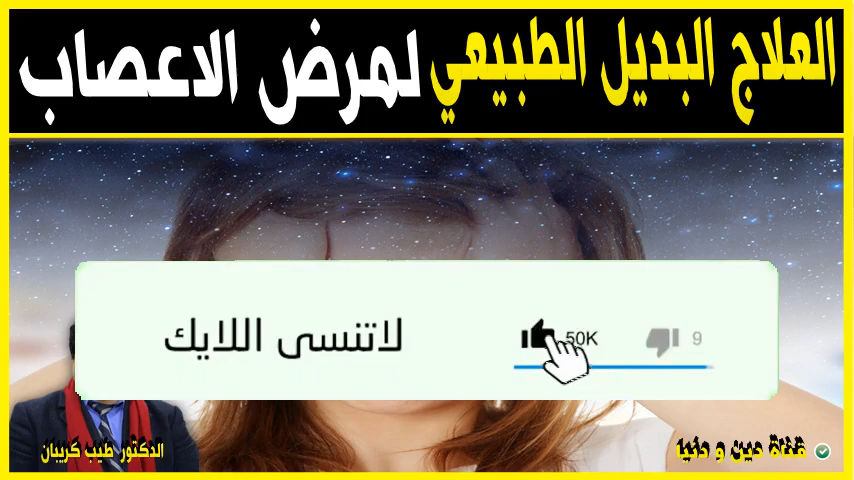 العلاج البديل الطبيعي لمرض الاعصاب
لاتنسى اللايك
50K
9
الدكتور طيب كريبان
قناة دين و دنيا